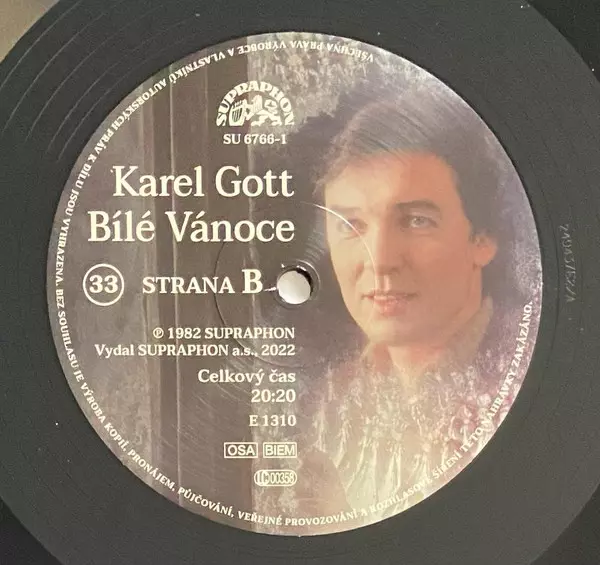 SUPRAPHON
SU 6766-1
Karel Gott
Bílé Vánoce
33 STRANA B
℗ 1982 SUPRAPHON
Vydal SUPRAPHON a.s., 2022
Celkový čas
20:20
E 1310
OSA BIEM
LC 00358
VŠECHNA PRÁVA VÝROBCE A VLASTNÍKŮ AUTORSKÝCH PRÁV K DÍLU JSOU VYHRAZENA. BEZ SOUHLASU JE VÝROBA KOPIÍ, PRONÁJEM, PŮJČOVÁNÍ, VEŘEJNÉ PROVOZOVÁNÍ A ROZHLASOVÉ ŠÍŘENÍ TÉTO NAHRÁVKY ZAKÁZÁNO.